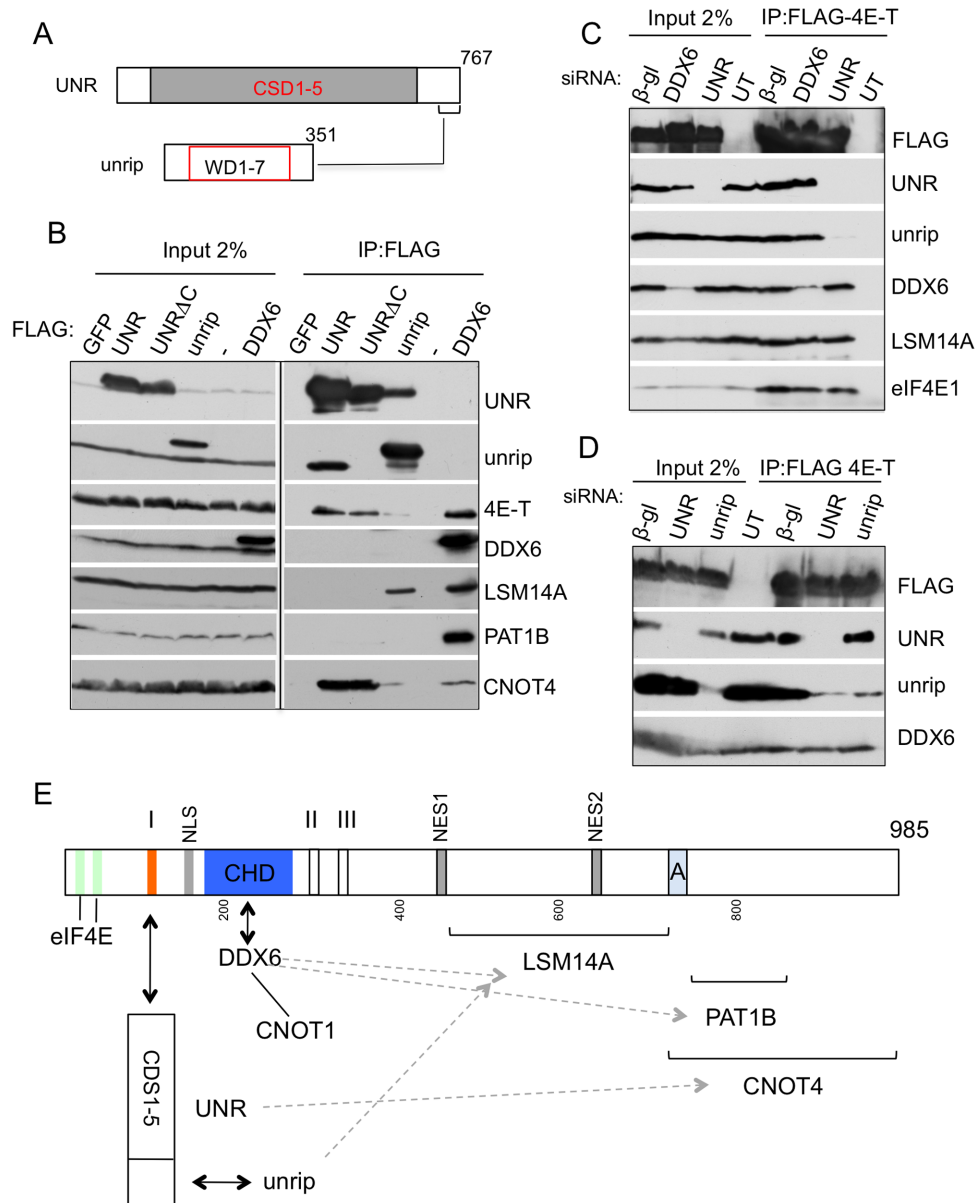 A
UNR
CSD1-5
767
unrip
WD1-7
351
B
Input 2%
IP:FLAG
FLAG:
GFP
UNR
UNRΔC
unrip
-
DDX6
GFP
UNR
UNRΔC
unrip
-
DDX6
UNR
unrip
4E-T
DDX6
LSM14A
PAT1B
CNOT4
C
Input 2%
IP:FLAG-4E-T
siRNA:
β-gl
DDX6
UNR
UT
β-gl
DDX6
UNR
UT
FLAG
UNR
unrip
DDX6
LSM14A
eIF4E1
D
Input 2%
IP:FLAG 4E-T
siRNA:
β-gl
UNR
unrip
UT
β-gl
UNR
unrip
FLAG
UNR
unrip
DDX6
E
I
NLS
II
III
NES1
NES2
985
CHD
A
200
400
600
800
eIF4E
DDX6
LSM14A
CNOT1
PAT1B
CDS1-5
UNR
CNOT4
unrip